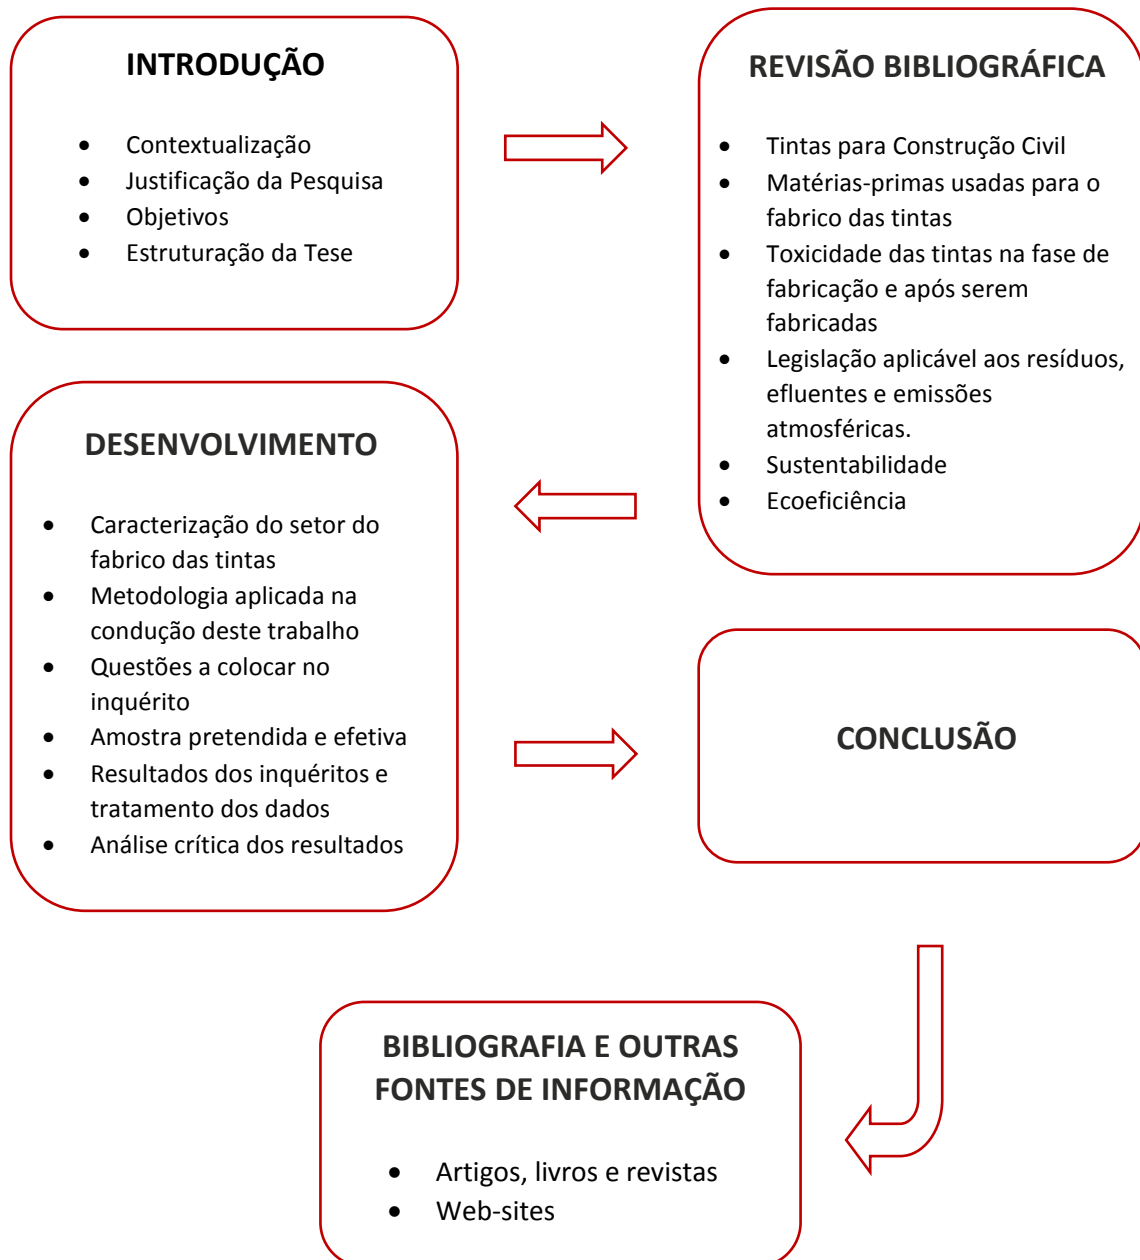 INTRODUÇÃO
• Contextualização
• Justificação da Pesquisa
• Objetivos
• Estruturação da Tese
REVISÃO BIBLIOGRÁFICA
• Tintas para Construção Civil
• Matérias-primas usadas para o
fabrico das tintas
• Toxicidade das tintas na fase de
fabricação e após serem
fabricadas
• Legislação aplicável aos resíduos,
efluentes e emissões
atmosféricas.
• Sustentabilidade
• Ecoeficiência
DESENVOLVIMENTO
• Caracterização do setor do
fabrico das tintas
• Metodologia aplicada na
condução deste trabalho
• Questões a colocar no
inquérito
• Amostra pretendida e efetiva
• Resultados dos inquéritos e
tratamento dos dados
• Análise crítica dos resultados
CONCLUSÃO
BIBLIOGRAFIA E OUTRAS
FONTES DE INFORMAÇÃO
• Artigos, livros e revistas
• Web-sites